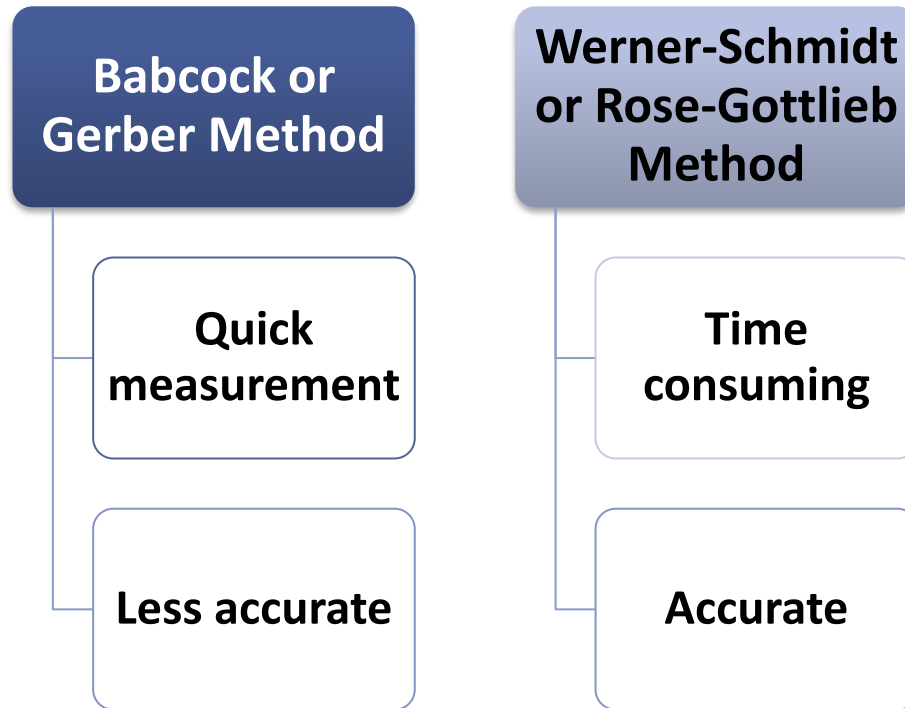 Babcock or
Gerber Method
Quick
measurement
Less accurate
Werner-Schmidt
or Rose-Gottlieb
Method
Time
consuming
Accurate